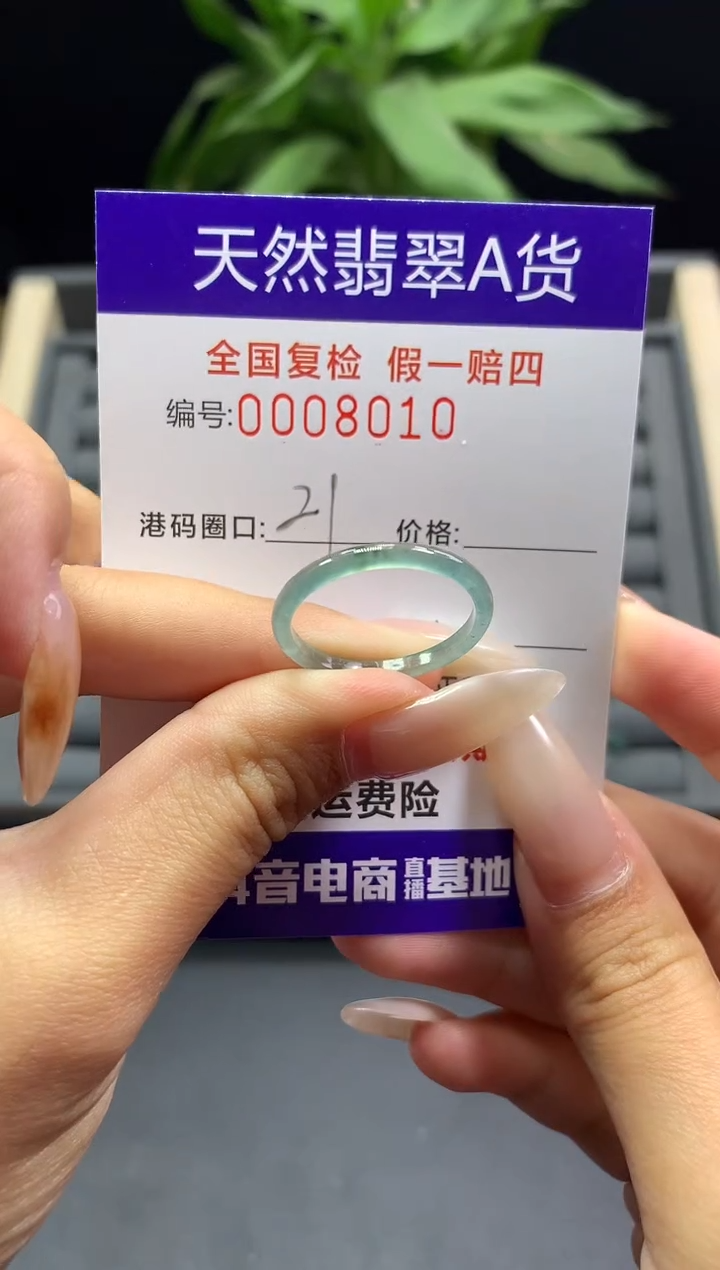 天然翡翠A货
全国复检 假一赔四
编号:0008010
港码圈口:21 价格:
运费险
音电商直播基地